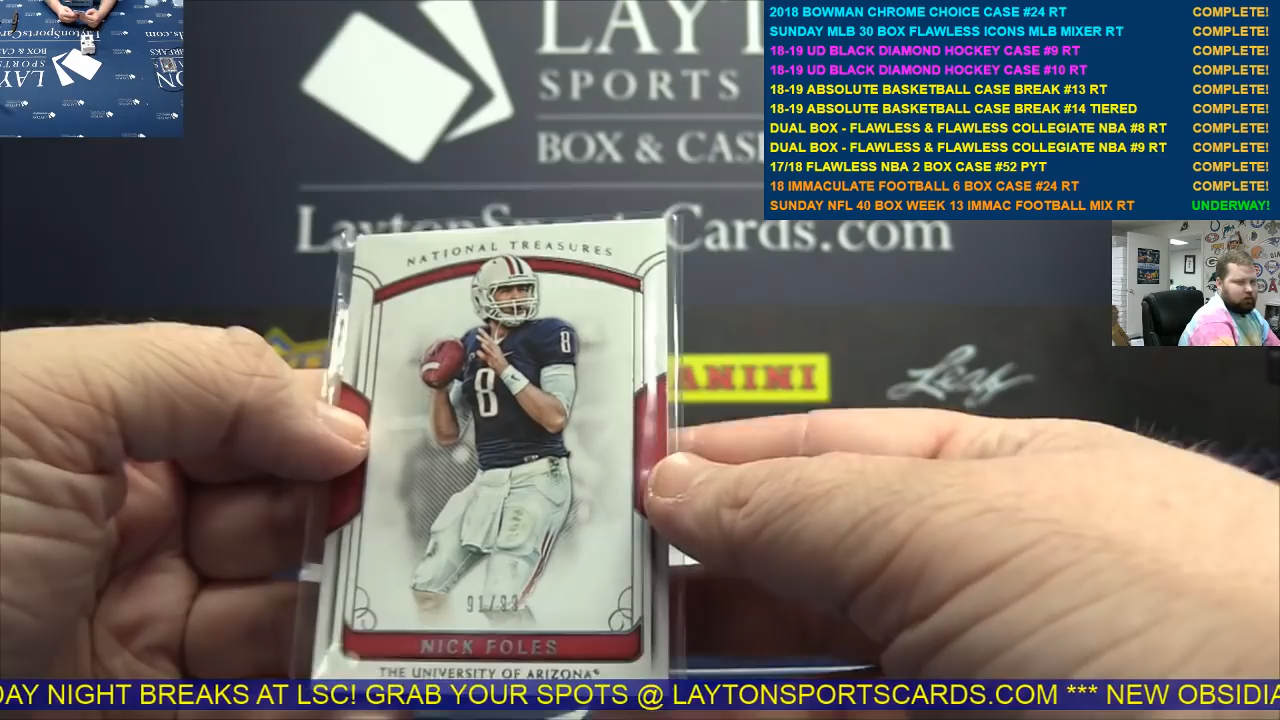 2018 BOWMAN CHROME CHOICE CASE #24 RT COMPLETE!
SUNDAY MLB 30 BOX FLAWLESS ICONS MLB MIXER RT COMPLETE!
18-19 UD BLACK DIAMOND HOCKEY CASE #9 RT COMPLETE!
18-19 UD BLACK DIAMOND HOCKEY CASE #10 RT COMPLETE!
18-19 ABSOLUTE BASKETBALL CASE BREAK #13 RT COMPLETE!
18-19 ABSOLUTE BASKETBALL CASE BREAK #14 TIERED COMPLETE!
DUAL BOX - FLAWLESS & FLAWLESS COLLEGIATE NBA #8 RT COMPLETE!
DUAL BOX - FLAWLESS & FLAWLESS COLLEGIATE NBA #9 RT COMPLETE!
17/18 FLAWLESS NBA 2 BOX CASE #52 PYT COMPLETE!
18 IMMACULATE FOOTBALL 6 BOX CASE #24 RT COMPLETE!
SUNDAY NFL 40 BOX WEEK 13 IMMAC FOOTBALL MIX RT UNDERWAY!
LAYT
SPORTS
BOX & CAS
LaytonSportsCards.com
PANINI
Leaf
NATIONAL TREASURES
8
8
NICK FOLES
THE UNIVERSITY OF ARIZONA
DAY NIGHT BREAKS AT LSC! GRAB YOUR SPOTS @ LAYTONSPORTSCARDS.COM *** NEW OBSIDIA